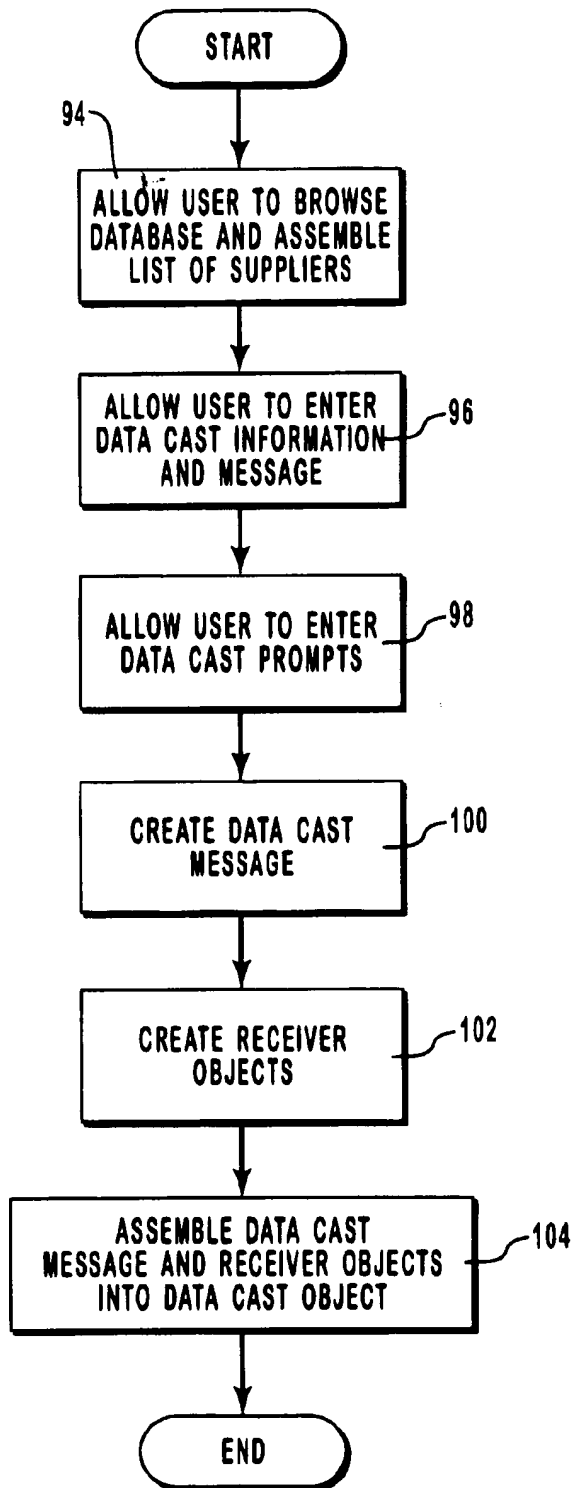 START
94
ALLOW USER TO BROWSE
DATABASE AND ASSEMBLE
LIST OF SUPPLIERS
ALLOW USER TO ENTER
DATA CAST INFORMATION
AND MESSAGE
96
ALLOW USER TO ENTER
DATA CAST PROMPTS
98
CREATE DATA CAST
MESSAGE
100
CREATE RECEIVER
OBJECTS
102
ASSEMBLE DATA CAST
MESSAGE AND RECEIVER OBJECTS
INTO DATA CAST OBJECT
104
END